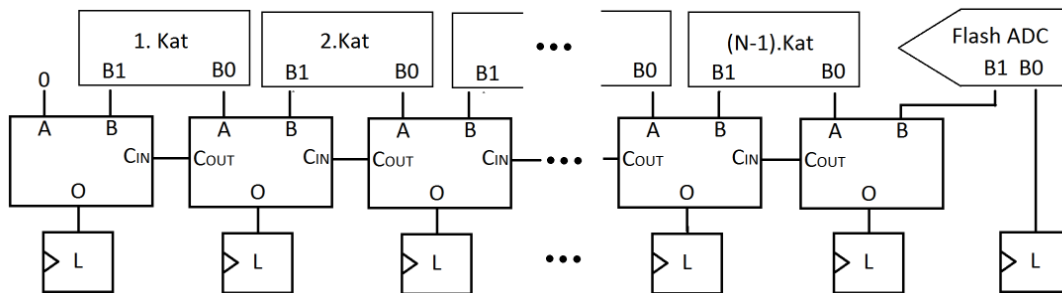 1. Kat 2.Kat ••• (N-1).Kat Flash ADC
B1 B0 B1 B0 B1 B0 B1 B0 B1 B0
0
A B A B A B A B A B
CIN COUT CIN COUT CIN ••• COUT CIN COUT
O O O O O
L L L ••• L L L